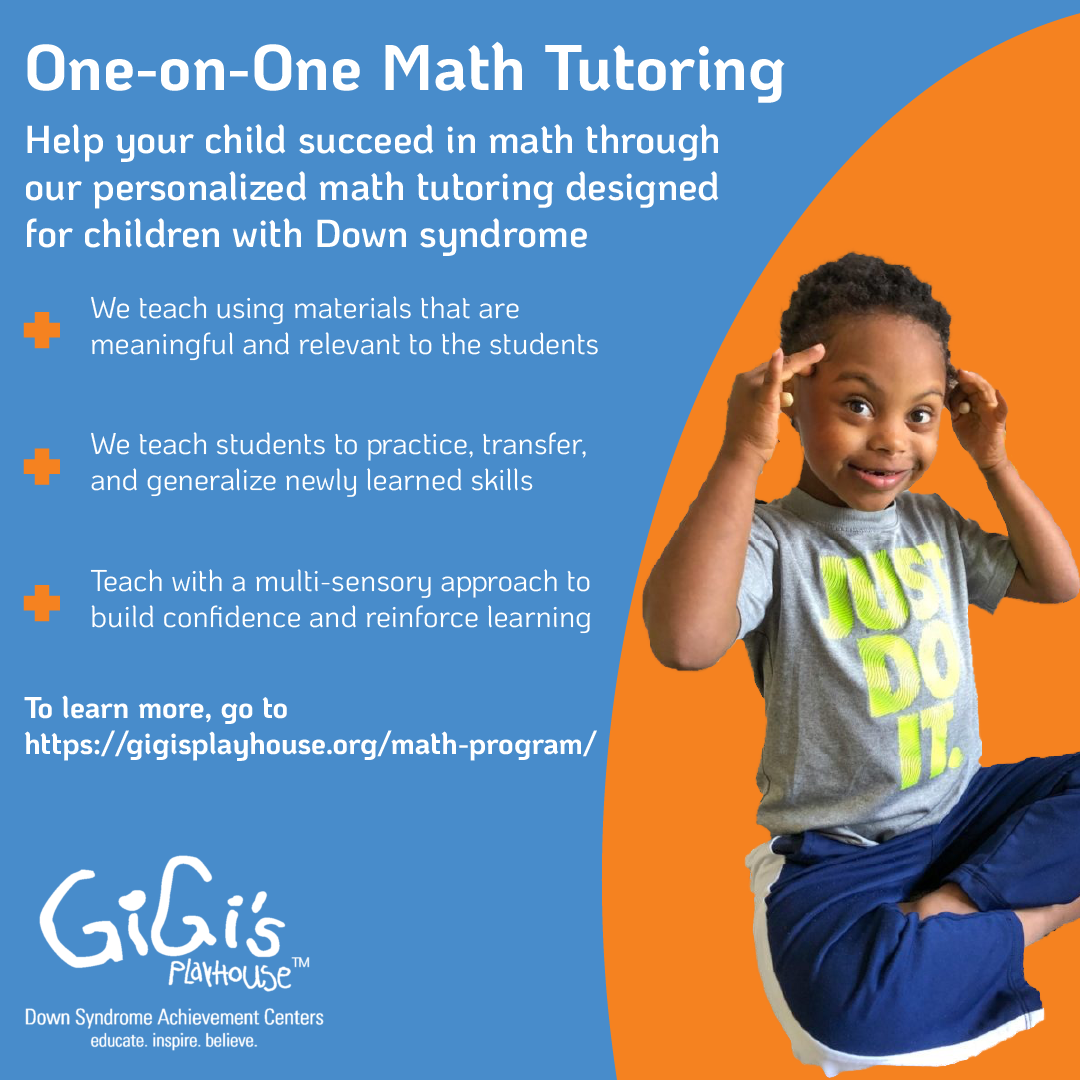 One-on-One Math Tutoring
Help your child succeed in math through
our personalized math tutoring designed
for children with Down syndrome
We teach using materials that are
meaningful and relevant to the students
We teach students to practice, transfer,
and generalize newly learned skills
Teach with a multi-sensory approach to
build confidence and reinforce learning
To learn more, go to
https://gigisplayhouse.org/math-program/
JUST
DO
IT.
GiGi's
PLAYHOUSE™
Down Syndrome Achievement Centers
educate. inspire. believe.